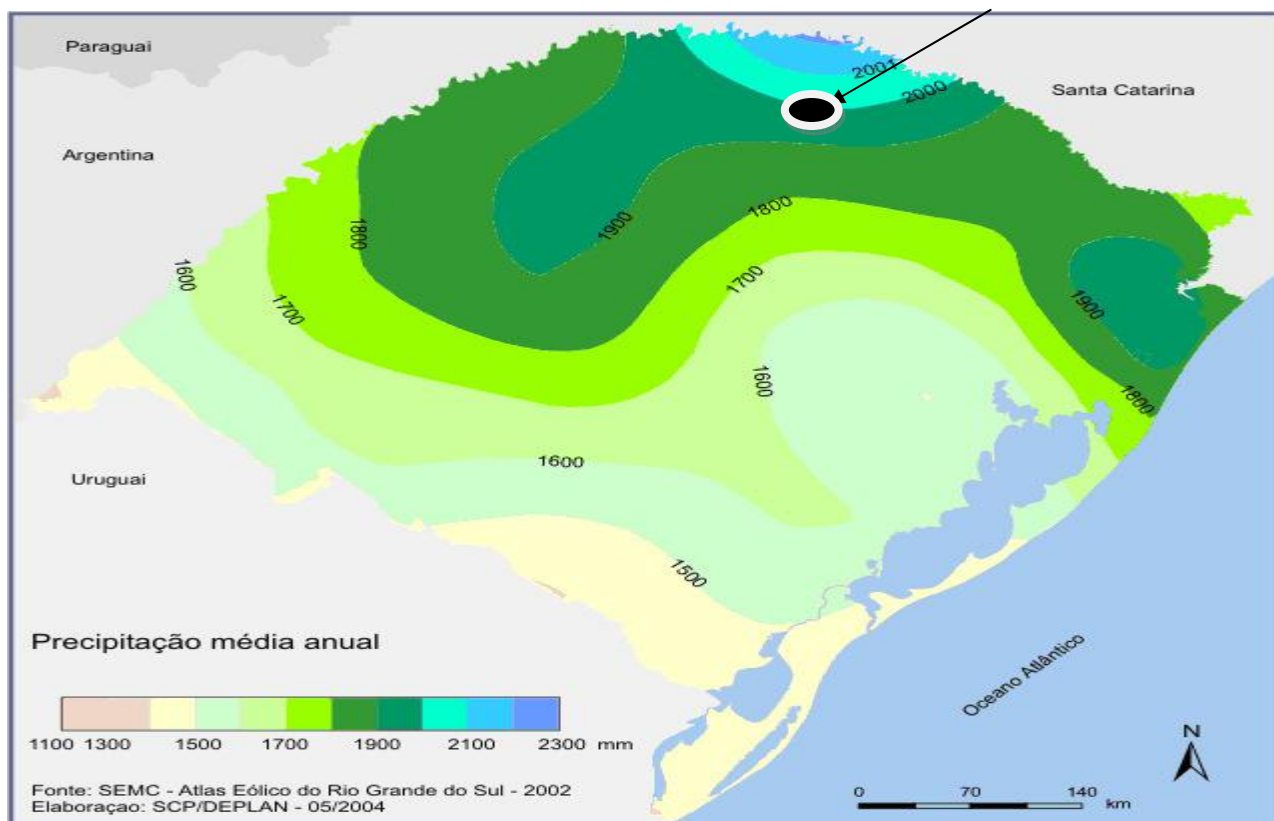 Paraguai
2001
2000
Santa Catarina
Argentina
1800
1900
1800
1600
1700
1700
1900
1600
1800
1600
Uruguai
1500
Precipitação média anual
Oceano Atlântico
1100 1300 1500 1700 1900 2100 2300 mm
N
Fonte: SEMC - Atlas Eólico do Rio Grande do Sul - 2002
Elaboraçao: SCP/DEPLAN - 05/2004
0 70 140
km